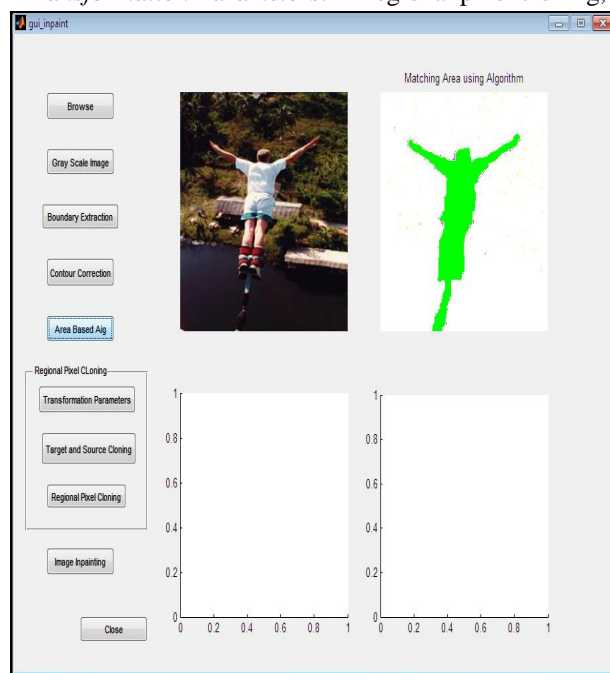 gui_inpaint
Matching Area using Algorithm
Browse
Gray Scale Image
Boundary Extraction
Contour Correction
Area Based Aig
Regional Pixel CLoning
Transformation Parameters
Target and Source Cloning
Regional Pixel Cloning
Image Inpainting
Close
1
0.8
0.6
0.4
0.2
0
0 0.2 0.4 0.6 0.8 1
1
0.8
0.6
0.4
0.2
0
0 0.2 0.4 0.6 0.8 1